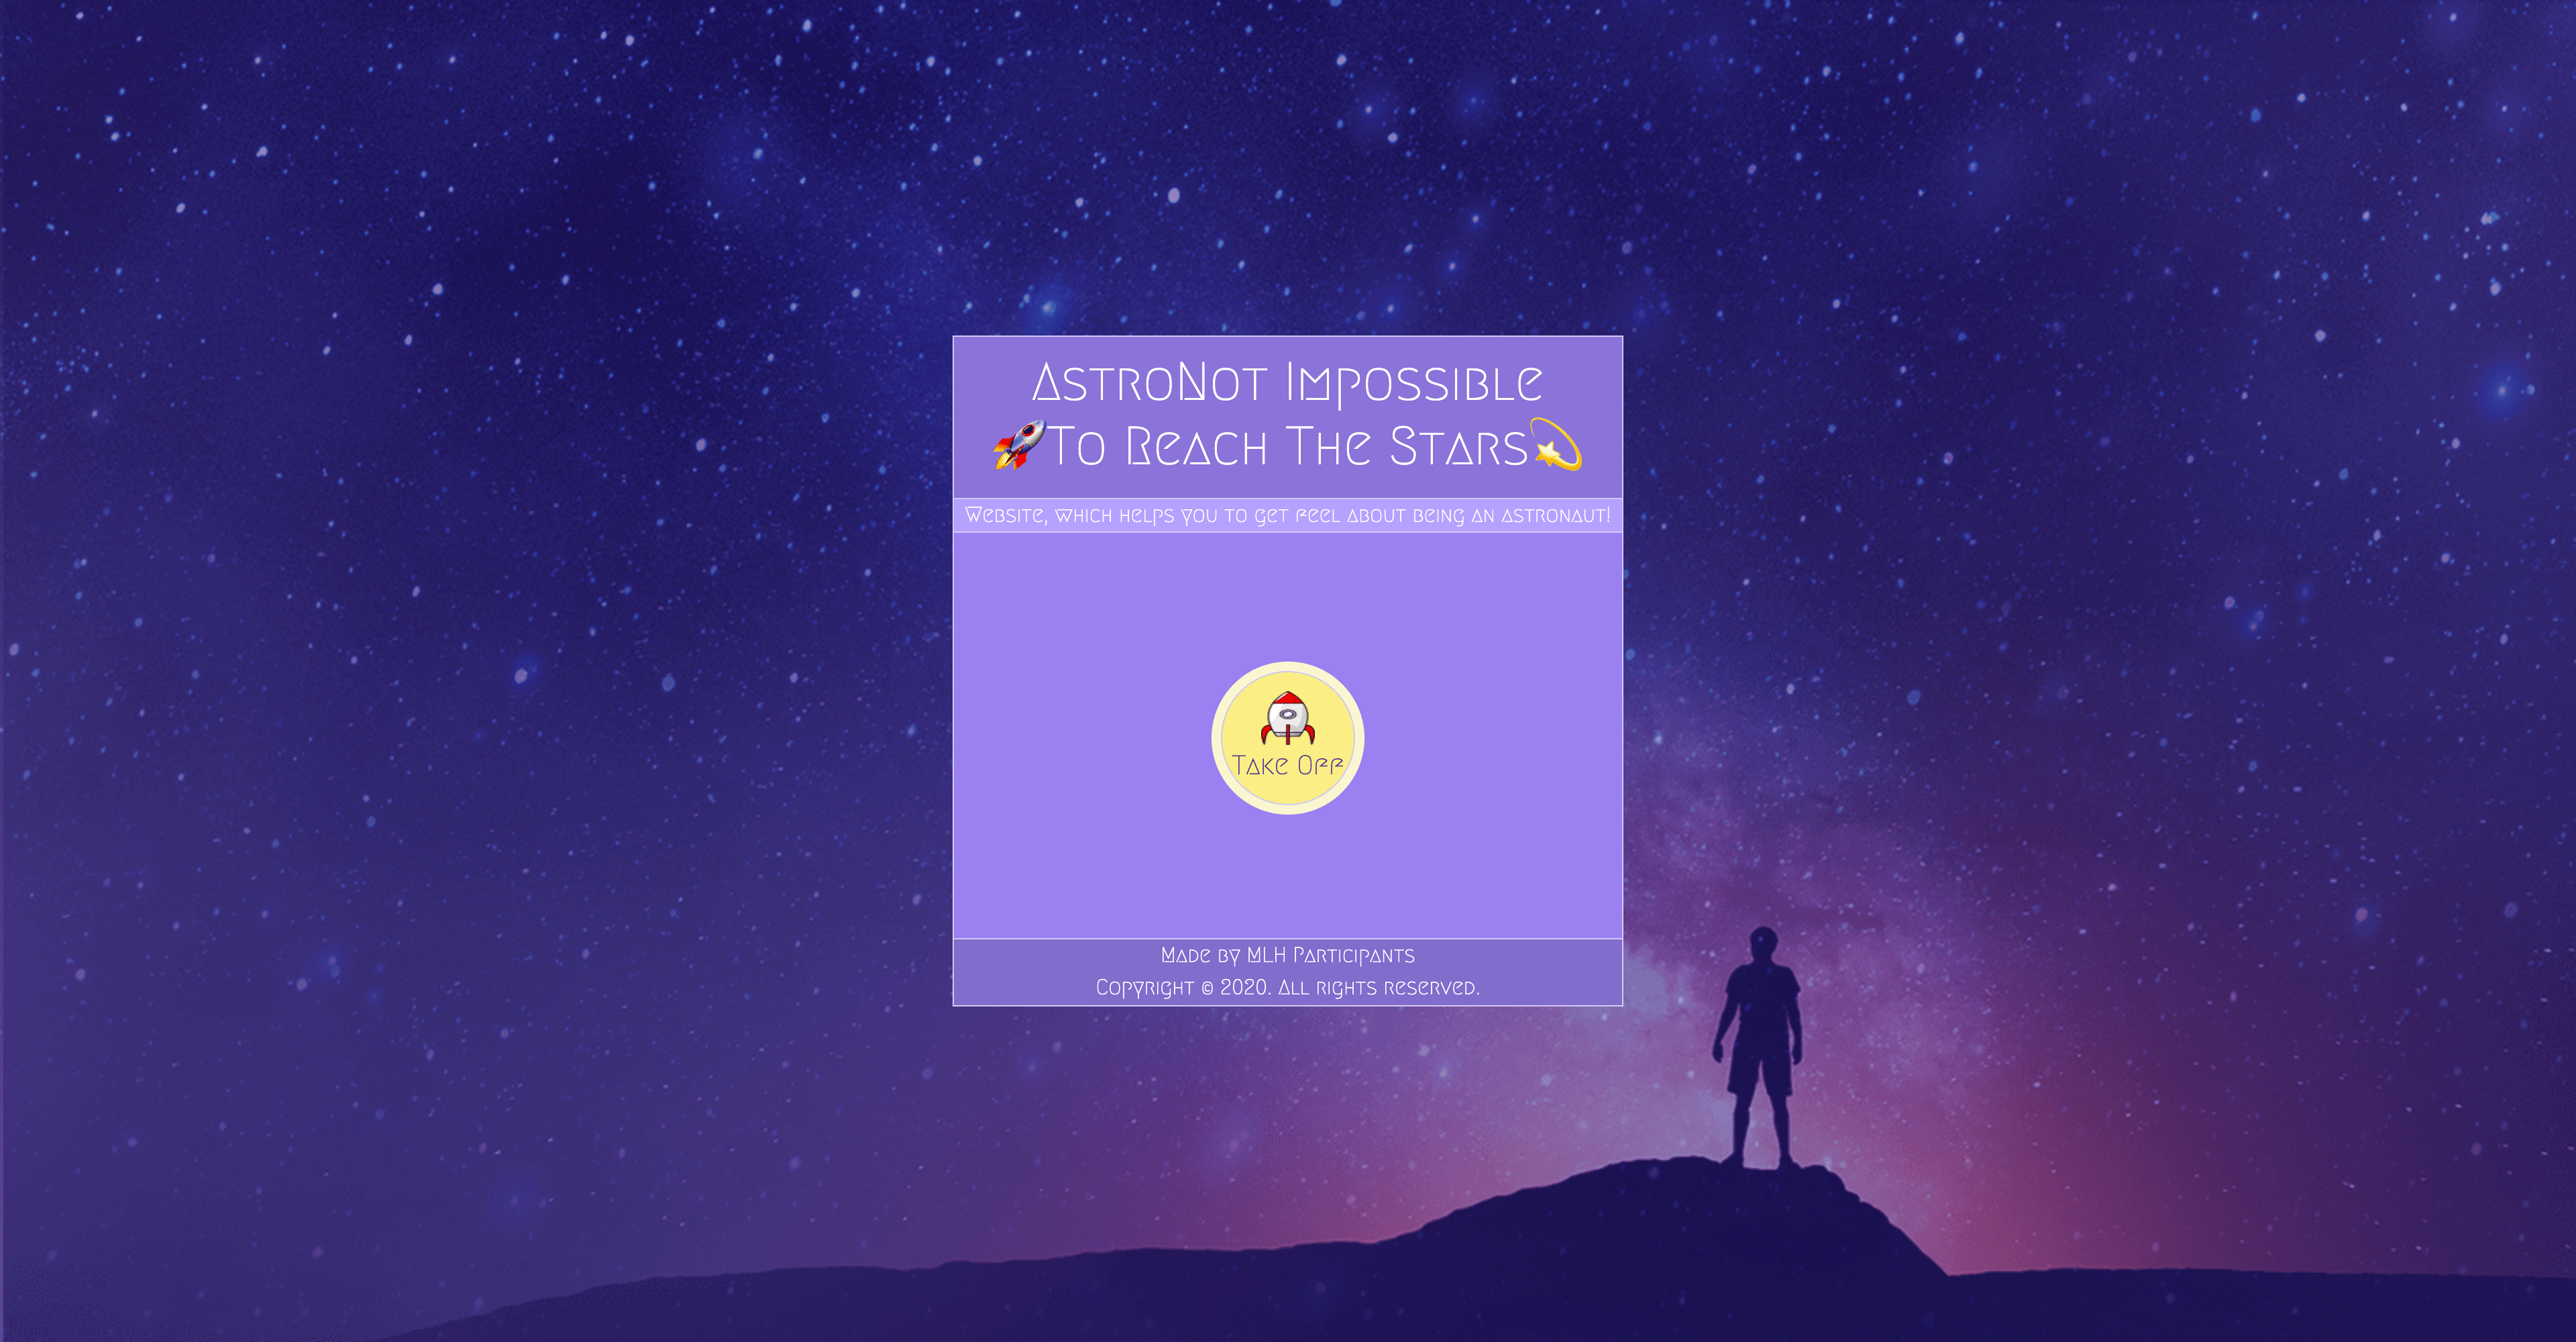 AstroNot Impossible
🚀To Reach The Stars💫
Website, which helps you to get feel about being an astronaut!
Take Off
Made by MLH Participants
Copyright © 2020. All rights reserved.